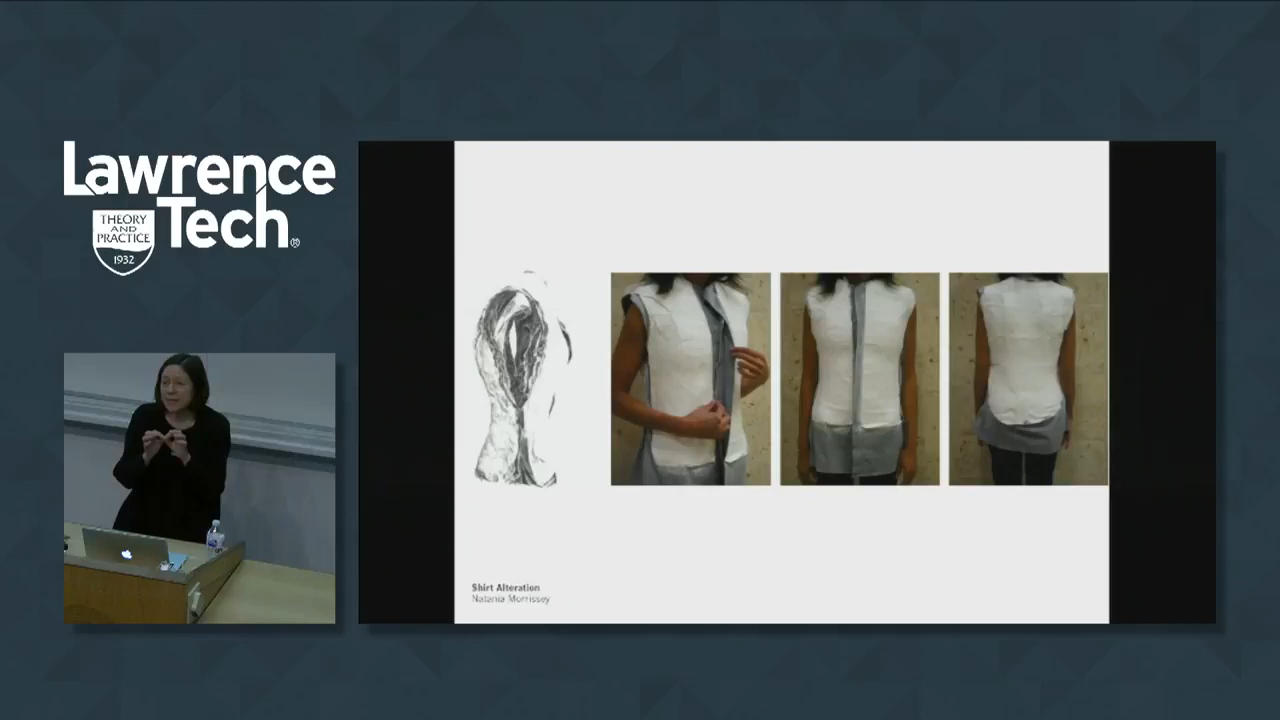 Lawrence
Tech®
THEORY
AND
PRACTICE
1932
Shirt Alteration
Natania Morrissey